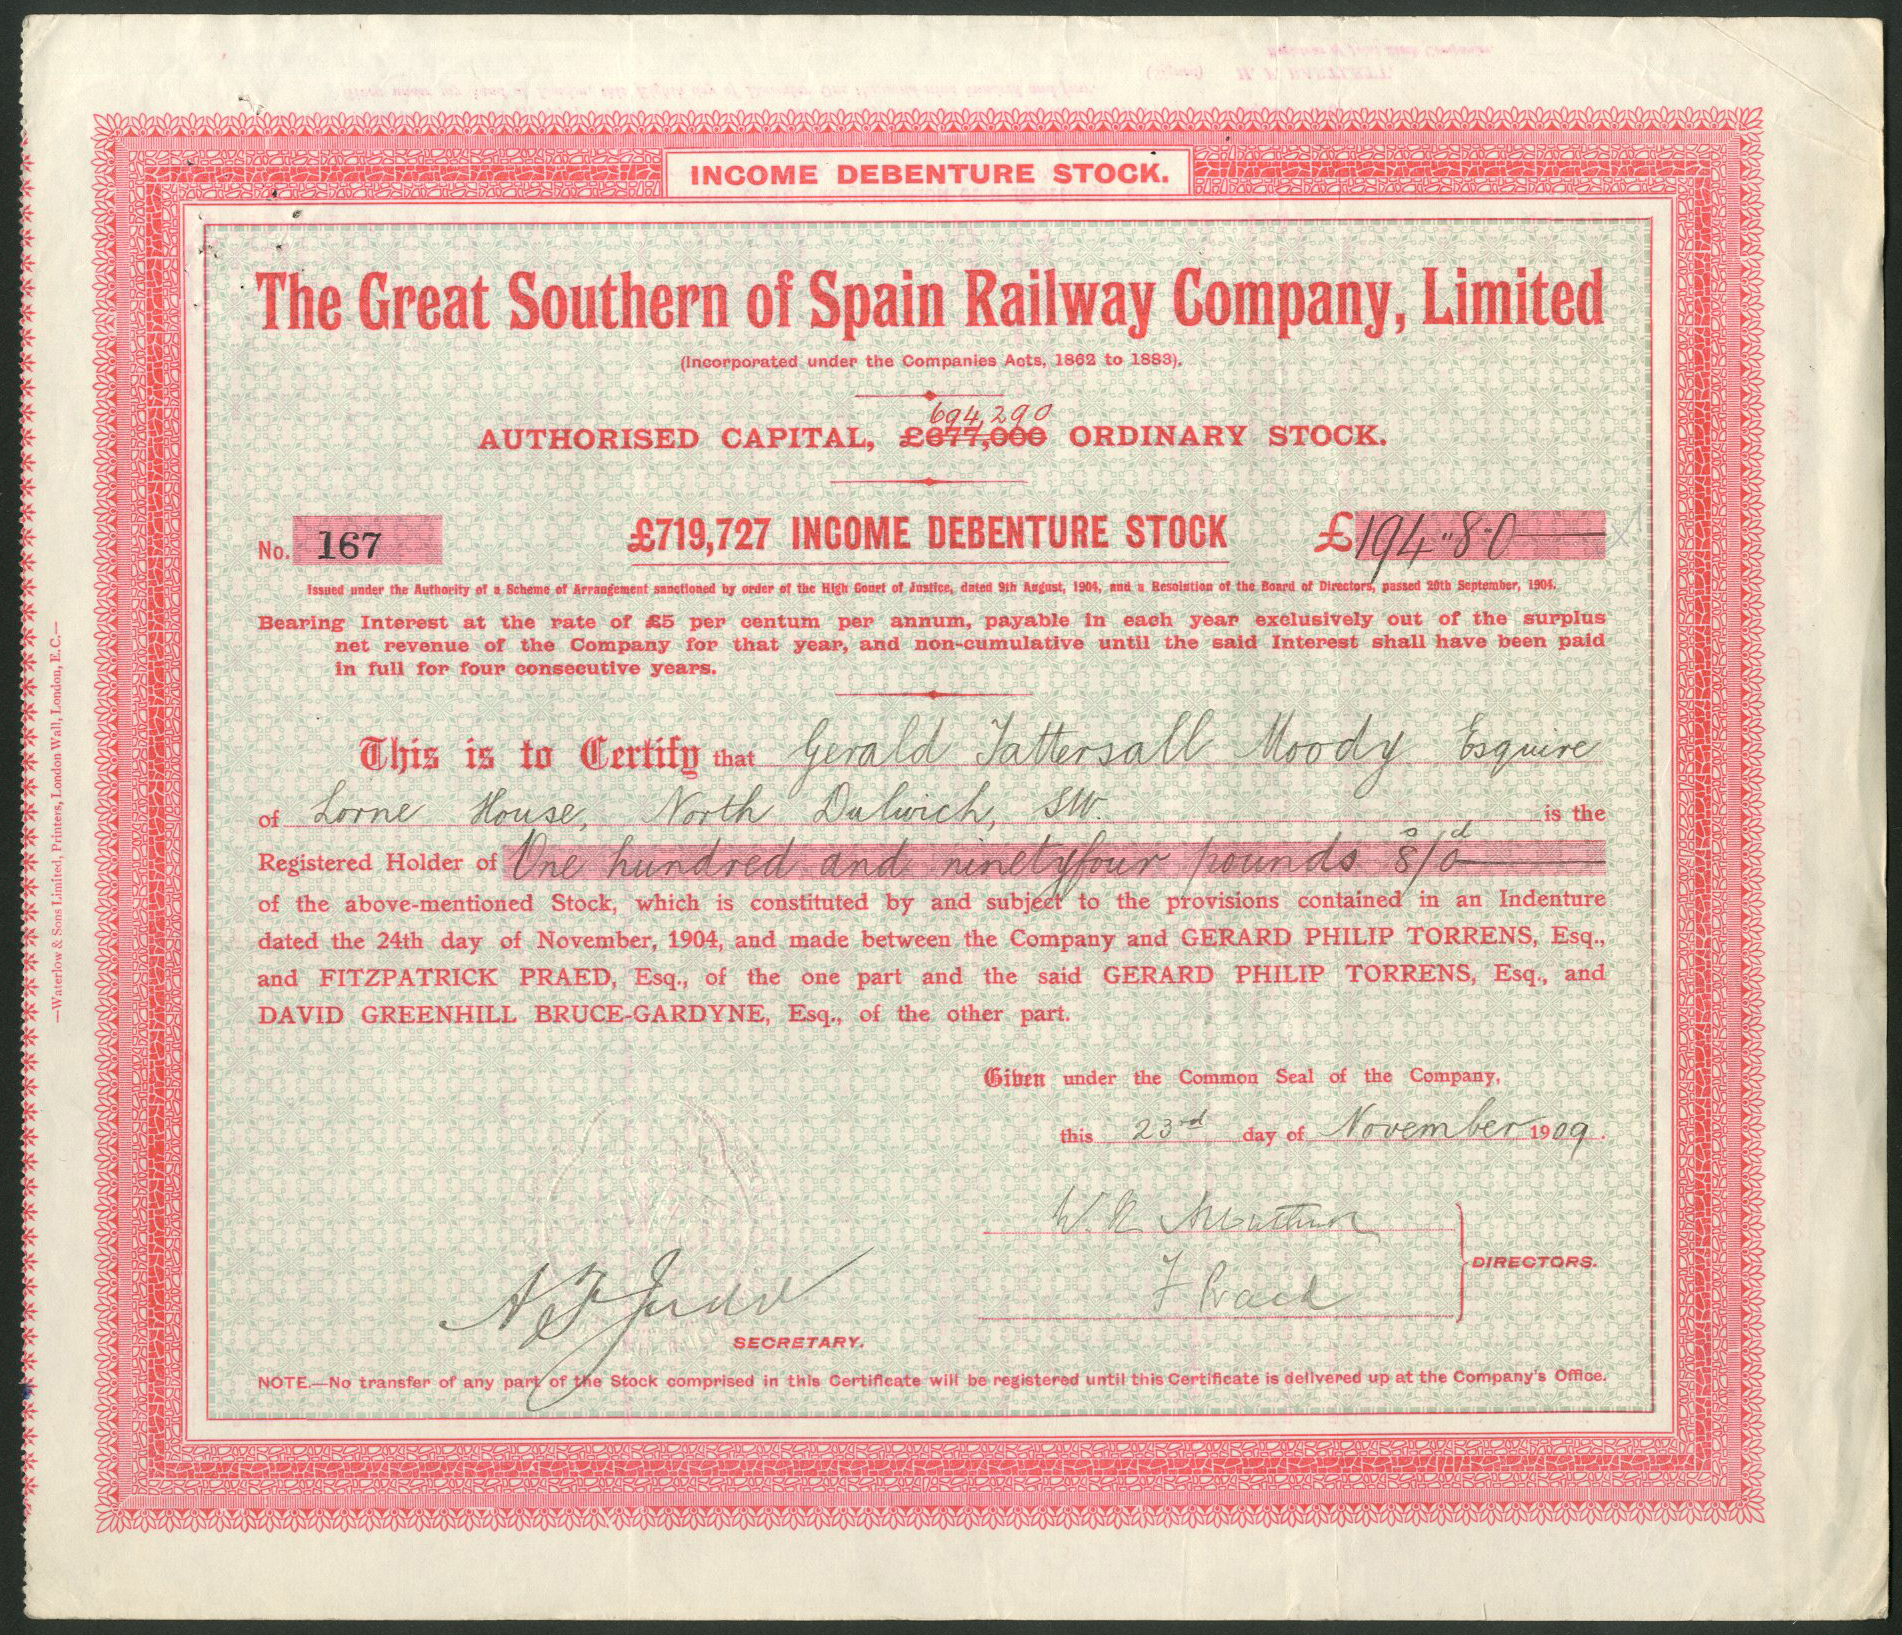 INCOME DEBENTURE STOCK.
The Great Southern of Spain Railway Company, Limited
(Incorporated under the Companies Acts, 1862 to 1883).
694,290
AUTHORISED CAPITAL, £677,000 ORDINARY STOCK.
No. 167 £719,727 INCOME DEBENTURE STOCK £194"8"0
Issued under the Authority of a Scheme of Arrangement sanctioned by order of the High Court of Justice, dated 9th August, 1904, and a Resolution of the Board of Directors, passed 20th September, 1904.
Bearing Interest at the rate of £5 per centum per annum, payable in each year exclusively out of the surplus
net revenue of the Company for that year, and non-cumulative until the said Interest shall have been paid
in full for four consecutive years.
This is to Certify that Gerald Tattersall Moody Esquire
of Lorne House, North Dulwich, SW. is the
Registered Holder of One hundred and ninetyfour pounds 8s/0d
of the above-mentioned Stock, which is constituted by and subject to the provisions contained in an Indenture
dated the 24th day of November, 1904, and made between the Company and GERARD PHILIP TORRENS, Esq.,
and FITZPATRICK PRAED, Esq., of the one part and the said GERARD PHILIP TORRENS, Esq., and
DAVID GREENHILL BRUCE-GARDYNE, Esq., of the other part.
Given under the Common Seal of the Company,
this 23rd day of November 1909.
F Praed
DIRECTORS.
A F Judd
SECRETARY.
NOTE.—No transfer of any part of the Stock comprised in this Certificate will be registered until this Certificate is delivered up at the Company's Office.
—Waterlow & Sons Limited, Printers, London Wall, London, E.C.—